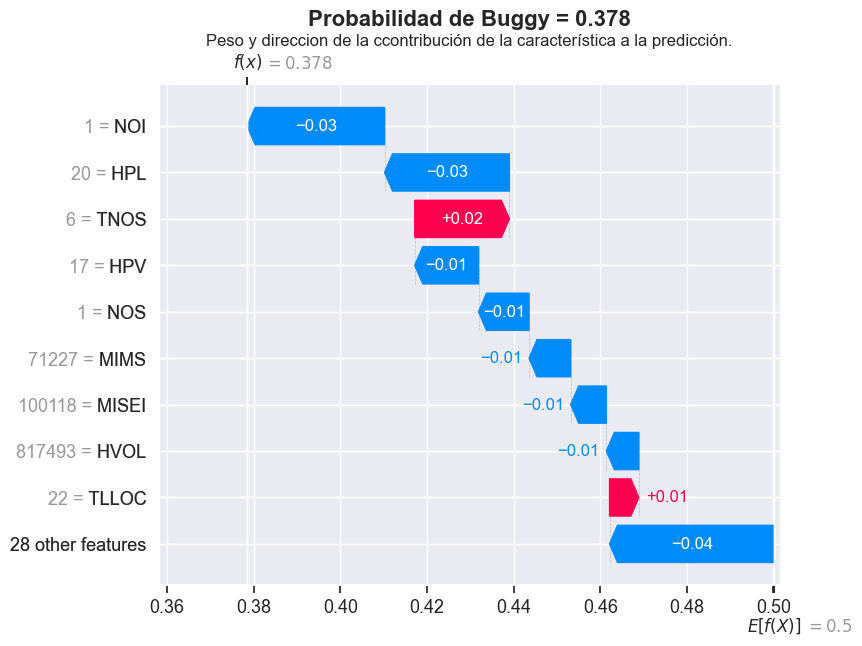 Probabilidad de Buggy = 0.378
Peso y direccion de la ccontribución de la característica a la predicción.
f(x) = 0.378
1 = NOI −0.03
20 = HPL −0.03
6 = TNOS +0.02
17 = HPV −0.01
1 = NOS −0.01
71227 = MIMS −0.01
100118 = MISEI −0.01
817493 = HVOL −0.01
22 = TLLOC +0.01
28 other features −0.04
0.36 0.38 0.40 0.42 0.44 0.46 0.48 0.50
E[f(X)] = 0.5